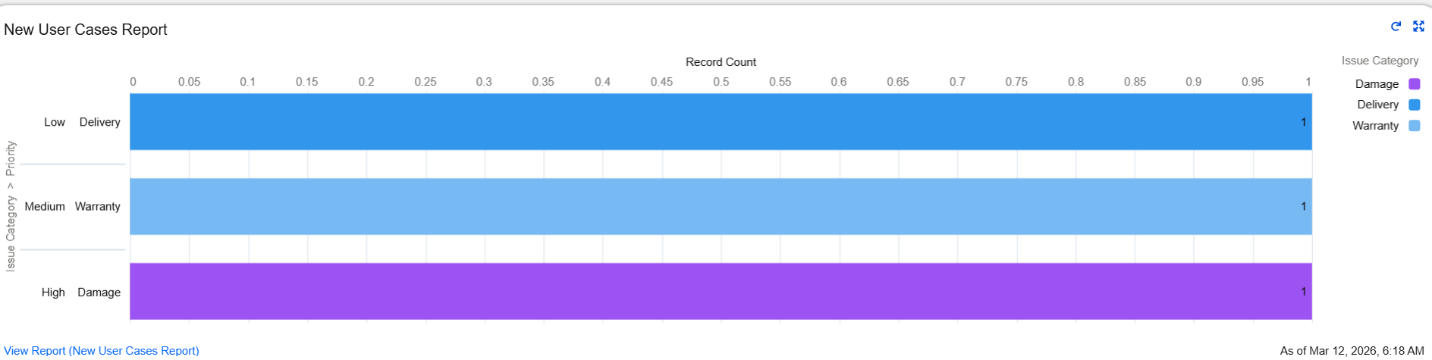 New User Cases Report
Record Count
0 0.05 0.1 0.15 0.2 0.25 0.3 0.35 0.4 0.45 0.5 0.55 0.6 0.65 0.7 0.75 0.8 0.85 0.9 0.95 1
Issue Category
Damage
Delivery
Warranty
Issue Category > Priority
Low Delivery 1
Medium Warranty 1
High Damage 1
View Report (New User Cases Report)
As of Mar 12, 2026, 6:18 AM